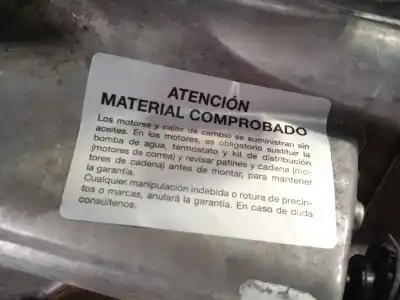 ATENCIÓN
MATERIAL COMPROBADO
Los motores y cajas de cambio se suministran sin
aceites. En los motores, es obligatorio sustituir la
bomba de agua, termostato y kit de distribución
(motores de correa) y revisar patines y cadena (mo-
tores de cadena) antes de montar, para mantener
la garantía.
Cualquier manipulación indebida o rotura de precin-
tos o marcas, anulará la garantía. En caso de duda
consúltenos.